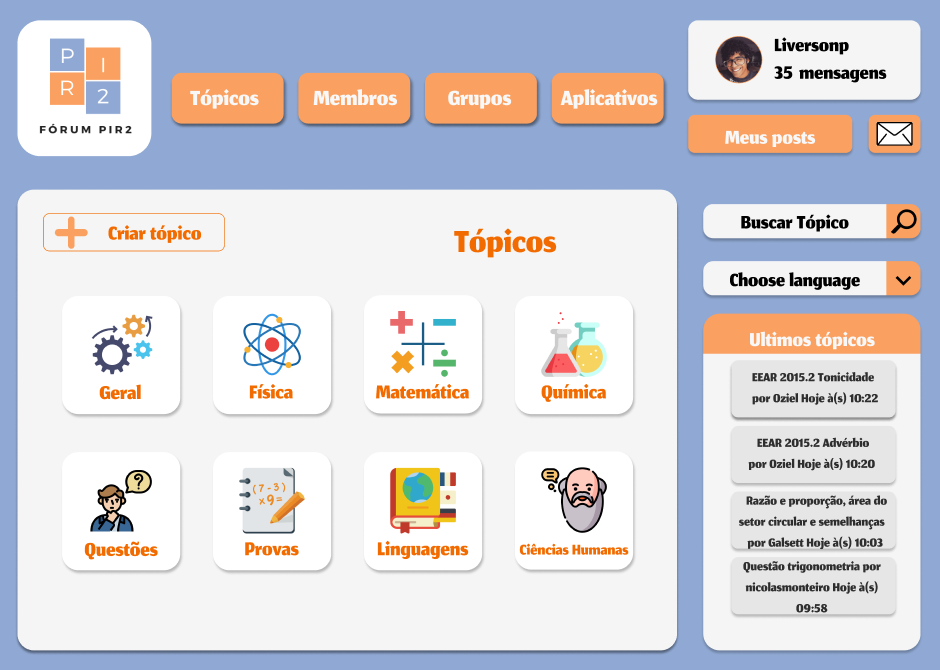 P
I
R
2
FÓRUM PIR2
Tópicos
Membros
Grupos
Aplicativos
Liversonp
35 mensagens
Meus posts
Criar tópico
Tópicos
Buscar Tópico
Choose language
Geral
Física
Matemática
Química
(7-3)
x9=
Questões
Provas
Linguagens
Ciências Humanas
Ultimos tópicos
EEAR 2015.2 Tonicidade
por Oziel Hoje à(s) 10:22
EEAR 2015.2 Advérbio
por Oziel Hoje à(s) 10:20
Razão e proporção, área do
setor circular e semelhanças
por Galsett Hoje à(s) 10:03
Questão trigonometria por
nicolasmonteiro Hoje à(s)
09:58